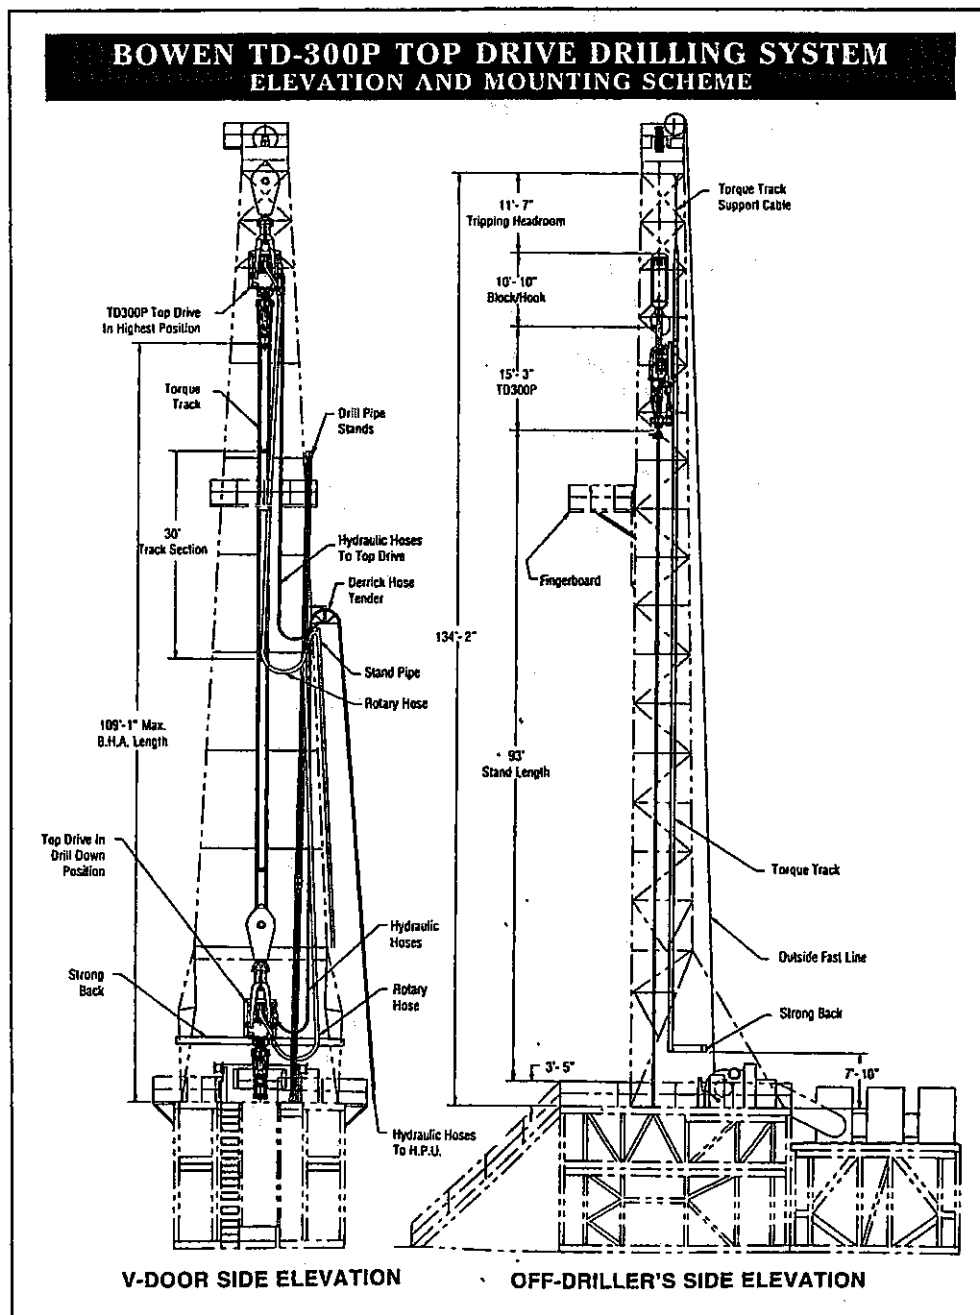 BOWEN TD-300P TOP DRIVE DRILLING SYSTEM
ELEVATION AND MOUNTING SCHEME
TD300P Top Drive
In Highest Position
Torque
Track
Drill Pipe
Stands
30'
Track Section
Hydraulic Hoses
To Top Drive
Derrick Hose
Tender
Stand Pipe
Rotary Hose
109'-1" Max.
B.H.A. Length
Top Drive In
Drill Down
Position
Hydraulic
Hoses
Strong
Back
Rotary
Hose
Hydraulic Hoses
To H.P.U.
V-DOOR SIDE ELEVATION
11'- 7"
Tripping Headroom
Torque Track
Support Cable
10'- 10"
Block/Hook
15'- 3"
TD300P
Fingerboard
134'- 2"
93'
Stand Length
Torque Track
Outside Fast Line
Strong Back
3'- 5"
7'- 10"
OFF-DRILLER'S SIDE ELEVATION